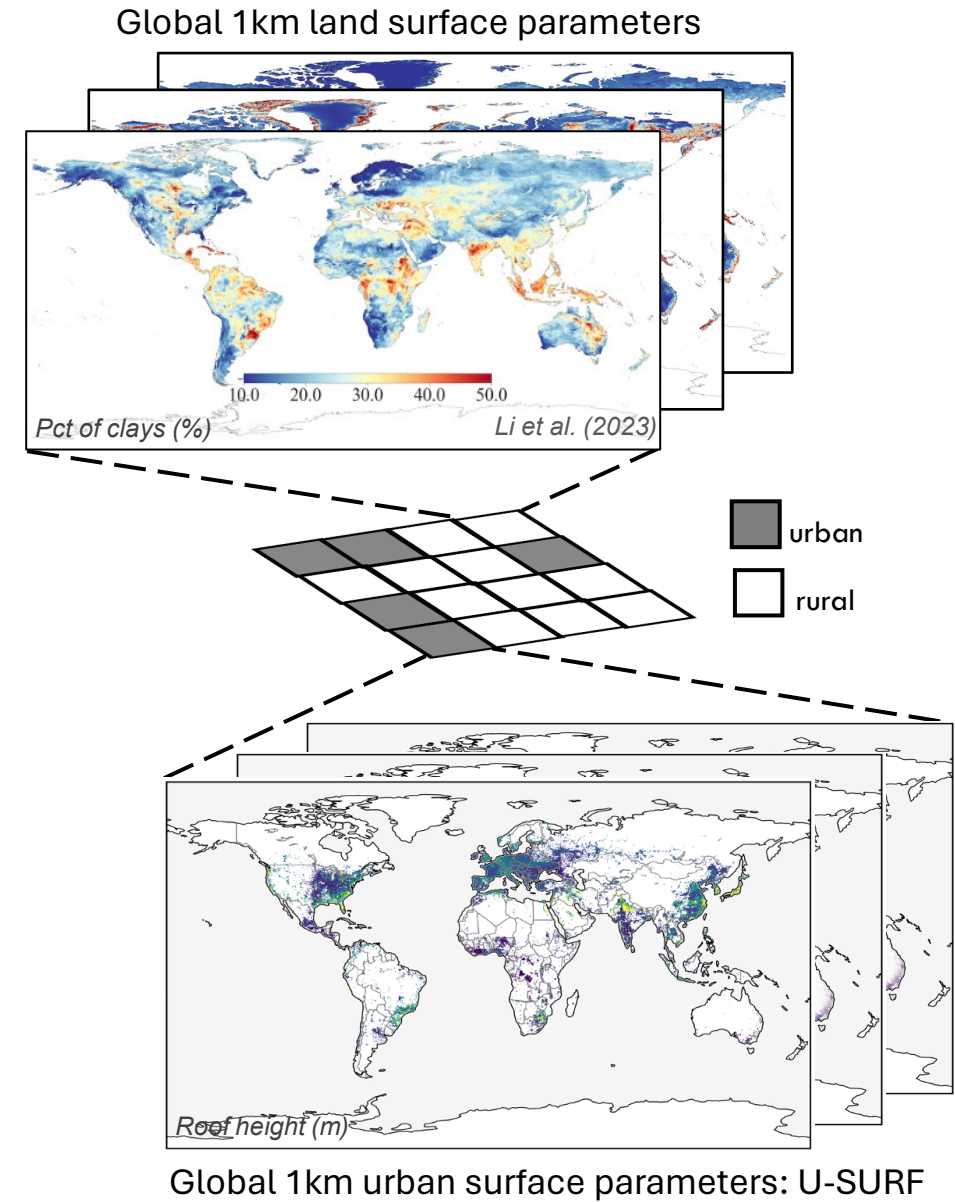 Global 1km land surface parameters
10.0 20.0 30.0 40.0 50.0
Pct of clays (%) Li et al. (2023)
urban
rural
Roof height (m)
Global 1km urban surface parameters: U-SURF